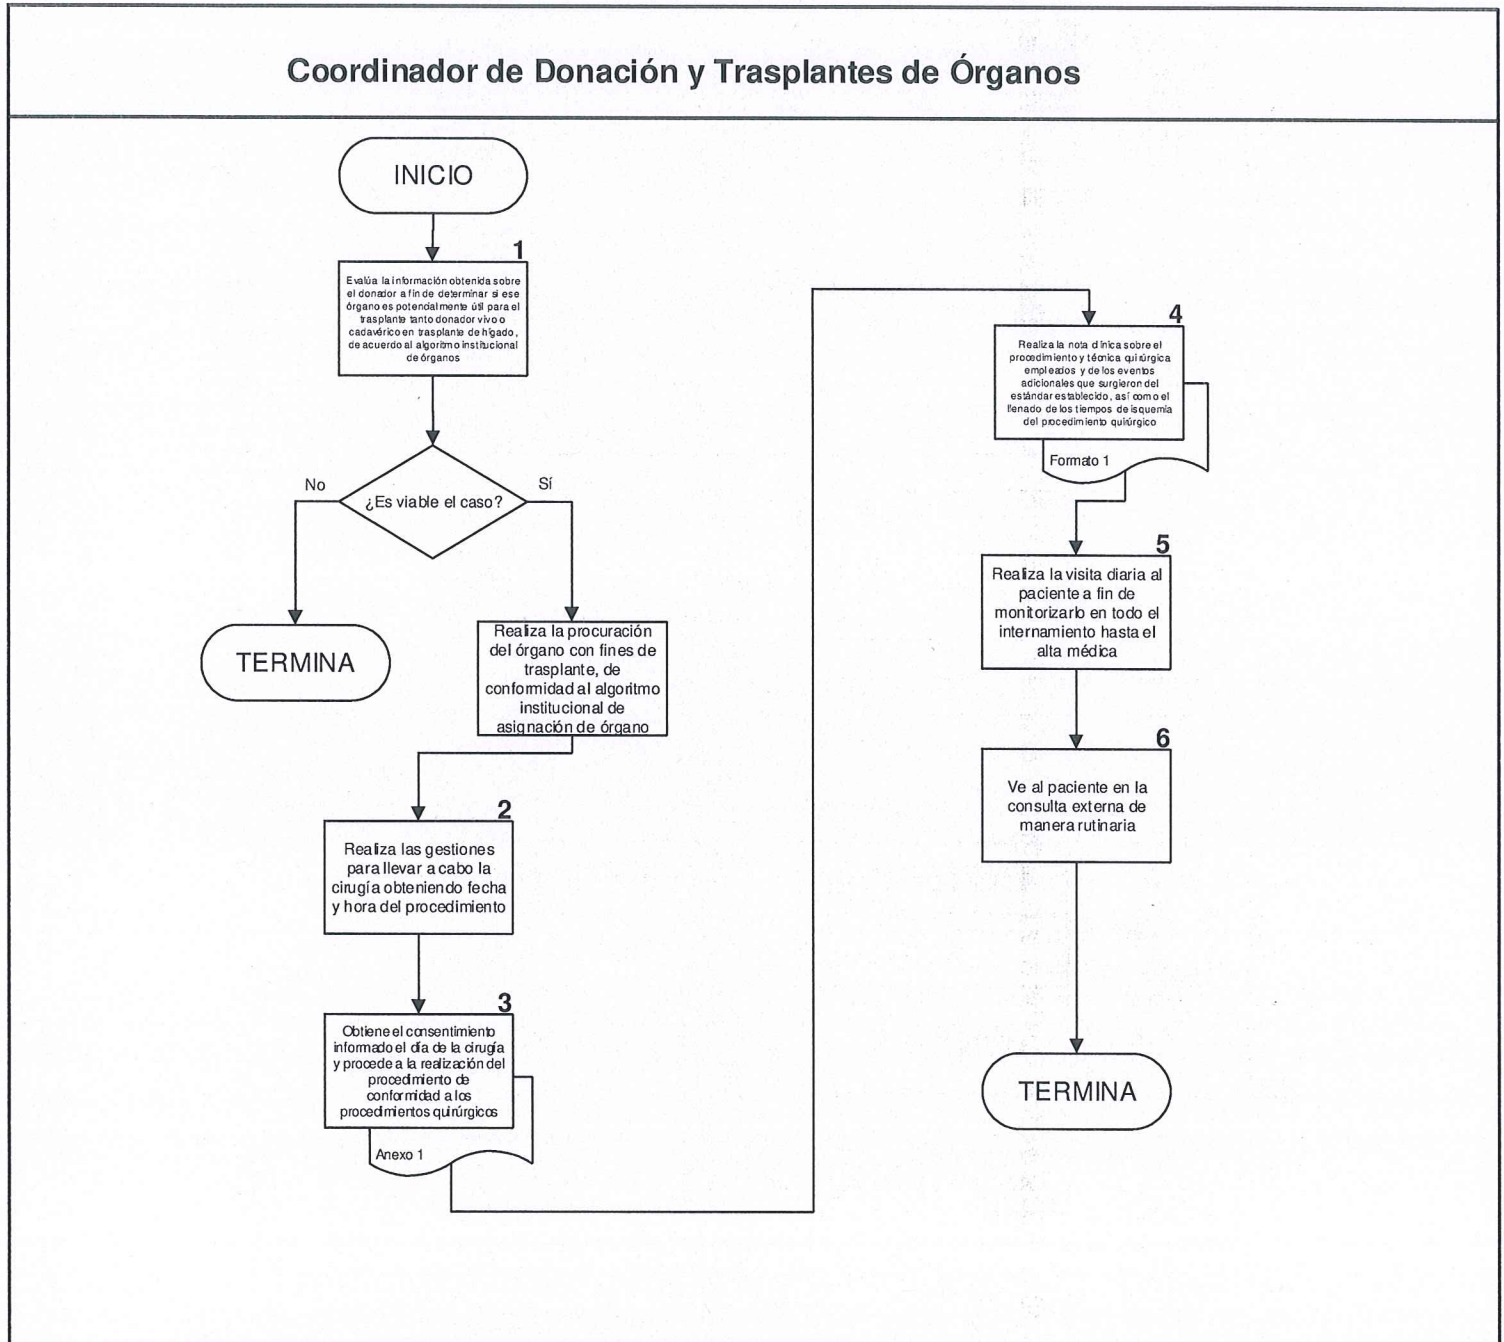 Coordinador de Donación y Trasplantes de Órganos
INICIO
1
Evalúa la información obtenida sobre
el donador a fin de determinar si ese
órgano es potencialmente útil para el
trasplante tanto donador vivo o
cadavérico en trasplante de hígado,
de acuerdo al algoritmo institucional
de órganos
¿Es viable el caso?
No
Sí
TERMINA
Realiza la procuración
del órgano con fines de
trasplante, de
conformidad al algoritmo
institucional de
asignación de órgano
2
Realiza las gestiones
para llevar a cabo la
cirugía obteniendo fecha
y hora del procedimiento
3
Obtiene el consentimiento
informado el día de la cirugía
y procede a la realización del
procedimiento de
conformidad a los
procedimientos quirúrgicos
Anexo 1
4
Realiza la nota clínica sobre el
procedimiento y técnica quirúrgica
empleados y de los eventos
adicionales que surgieron del
estándar establecido, así como el
llenado de los tiempos de isquemia
del procedimiento quirúrgico
Formato 1
5
Realiza la visita diaria al
paciente a fin de
monitorizarlo en todo el
internamiento hasta el
alta médica
6
Ve al paciente en la
consulta externa de
manera rutinaria
TERMINA